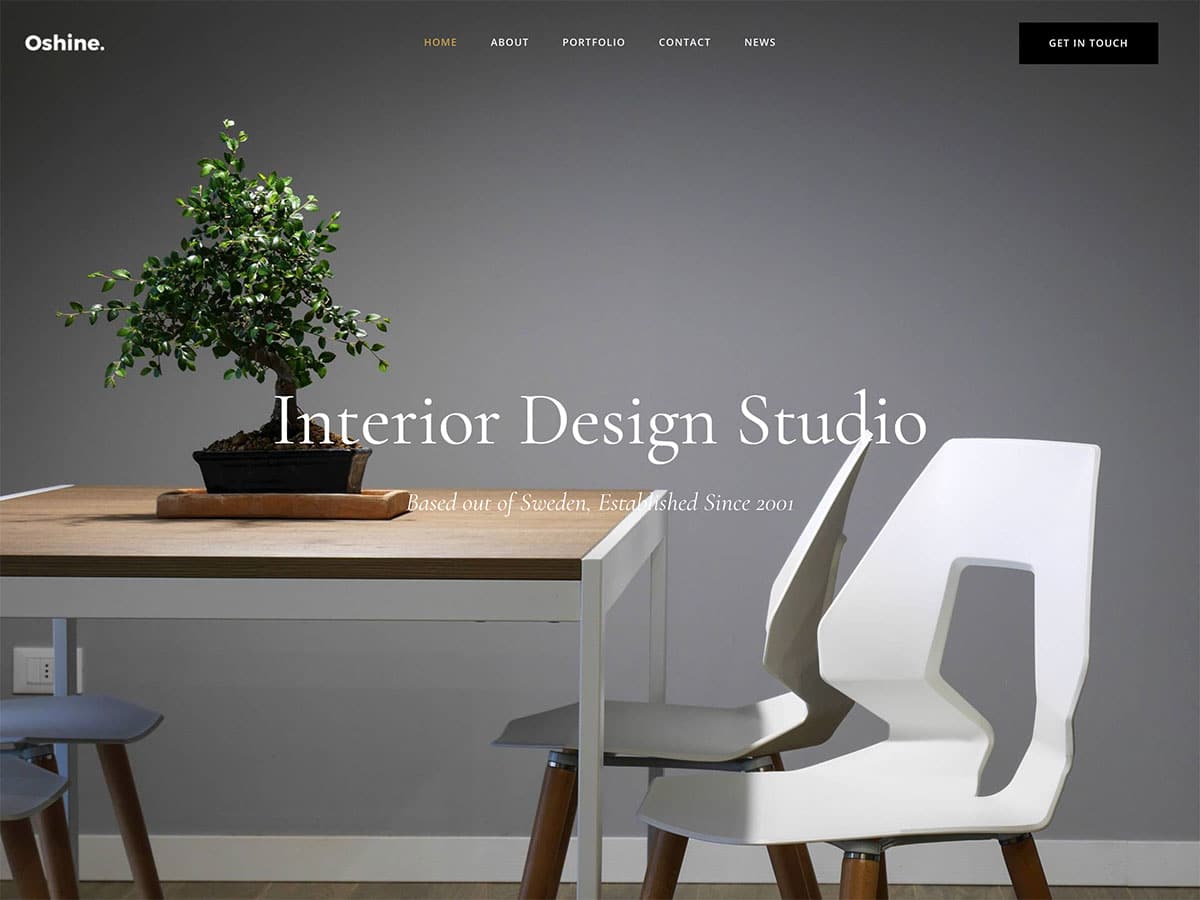 Oshine.
HOME ABOUT PORTFOLIO CONTACT NEWS
GET IN TOUCH
Interior Design Studio
Based out of Sweden, Established Since 2001